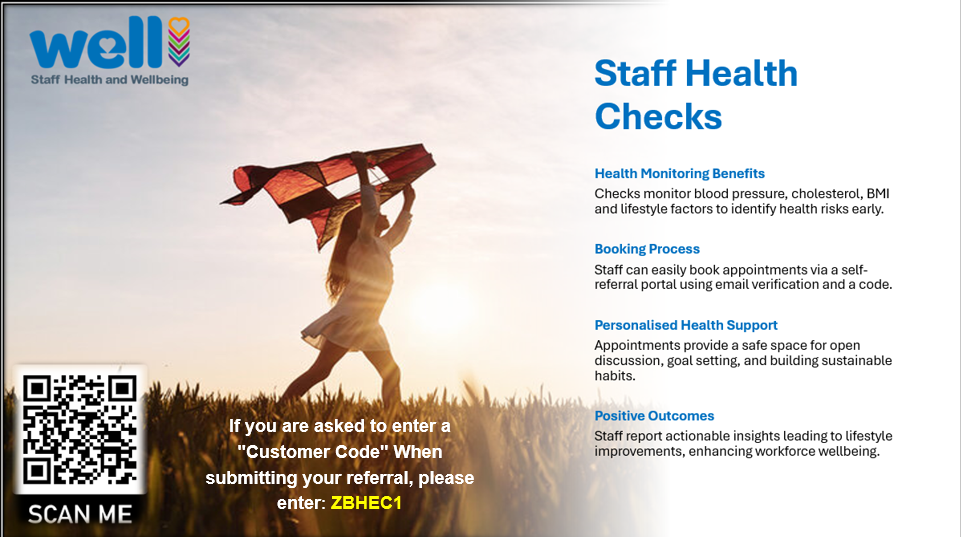 well
Staff Health and Wellbeing
Staff Health
Checks
Health Monitoring Benefits
Checks monitor blood pressure, cholesterol, BMI
and lifestyle factors to identify health risks early.
Booking Process
Staff can easily book appointments via a self-
referral portal using email verification and a code.
Personalised Health Support
Appointments provide a safe space for open
discussion, goal setting, and building sustainable
habits.
Positive Outcomes
Staff report actionable insights leading to lifestyle
improvements, enhancing workforce wellbeing.
If you are asked to enter a
"Customer Code" When
submitting your referral, please
enter: ZBHEC1
SCAN ME